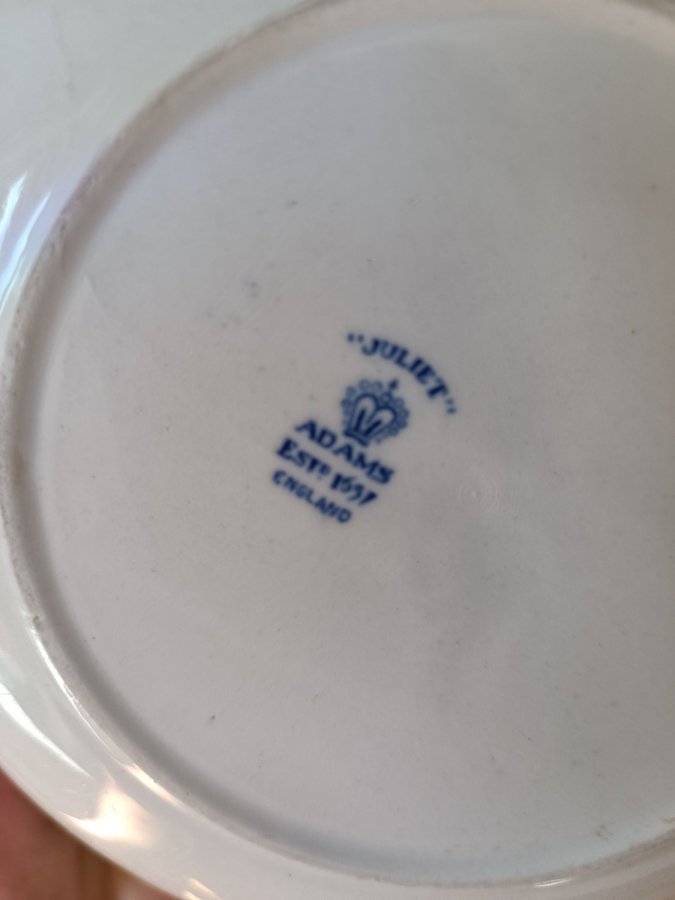 "JULIET"
ADAMS
ESTD 1657
ENGLAND